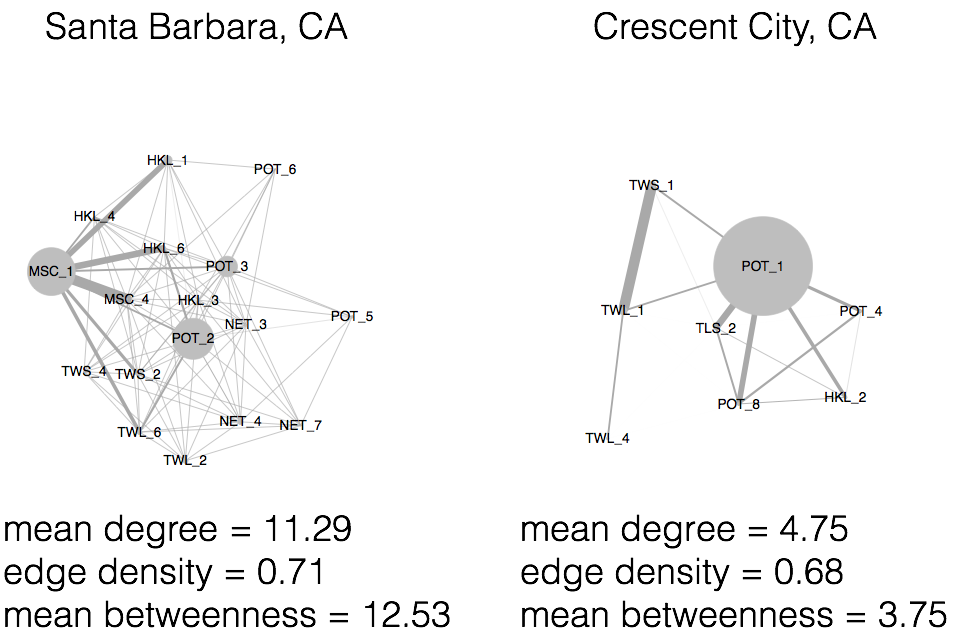 Santa Barbara, CA
Crescent City, CA
HKL_1
POT_6
HKL_4
HKL_6
MSC_1
POT_3
MSC_4
HKL_3
NET_3
POT_5
POT_2
TWS_4
TWS_2
NET_4
NET_7
TWL_6
TWL_2
TWS_1
POT_1
TWL_1
POT_4
TLS_2
POT_8
HKL_2
TWL_4
mean degree = 11.29
edge density = 0.71
mean betweenness = 12.53
mean degree = 4.75
edge density = 0.68
mean betweenness = 3.75